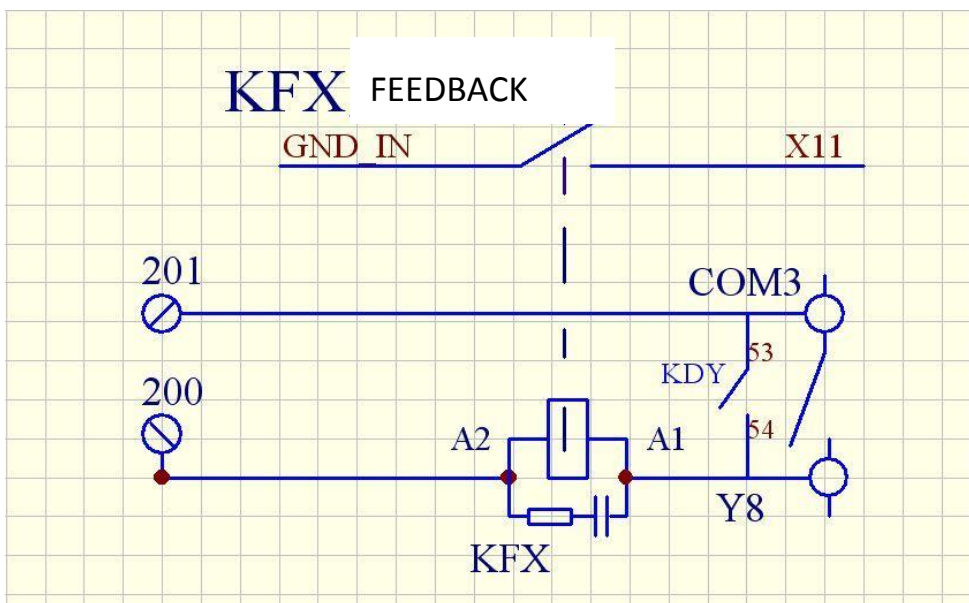 KFX FEEDBACK
GND_IN X11
201
COM3
53
KDY
200
54
A2 A1
Y8
KFX